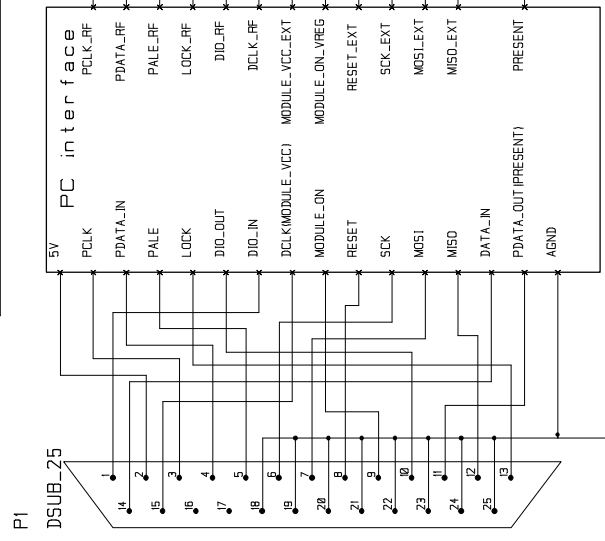 PC interface
PCLK_RF
PDATA_RF
PALE_RF
LOCK_RF
DIO_RF
DCLK_RF
MODULE_VCC_EXT
MODULE_ON_VREG
RESET_EXT
SCK_EXT
MOSI_EXT
MISO_EXT
PRESENT
5V
PCLK
PDATA_IN
PALE
LOCK
DIO_OUT
DIO_IN
DCLK(MODULE_VCC)
MODULE_ON
RESET
SCK
MOSI
MISO
DATA_IN
PDATA_OUT(PRESENT)
AGND
1
2
3
4
5
6
7
8
9
10
11
12
13
14
15
16
17
18
19
20
21
22
23
24
25
P1
DSUB_25